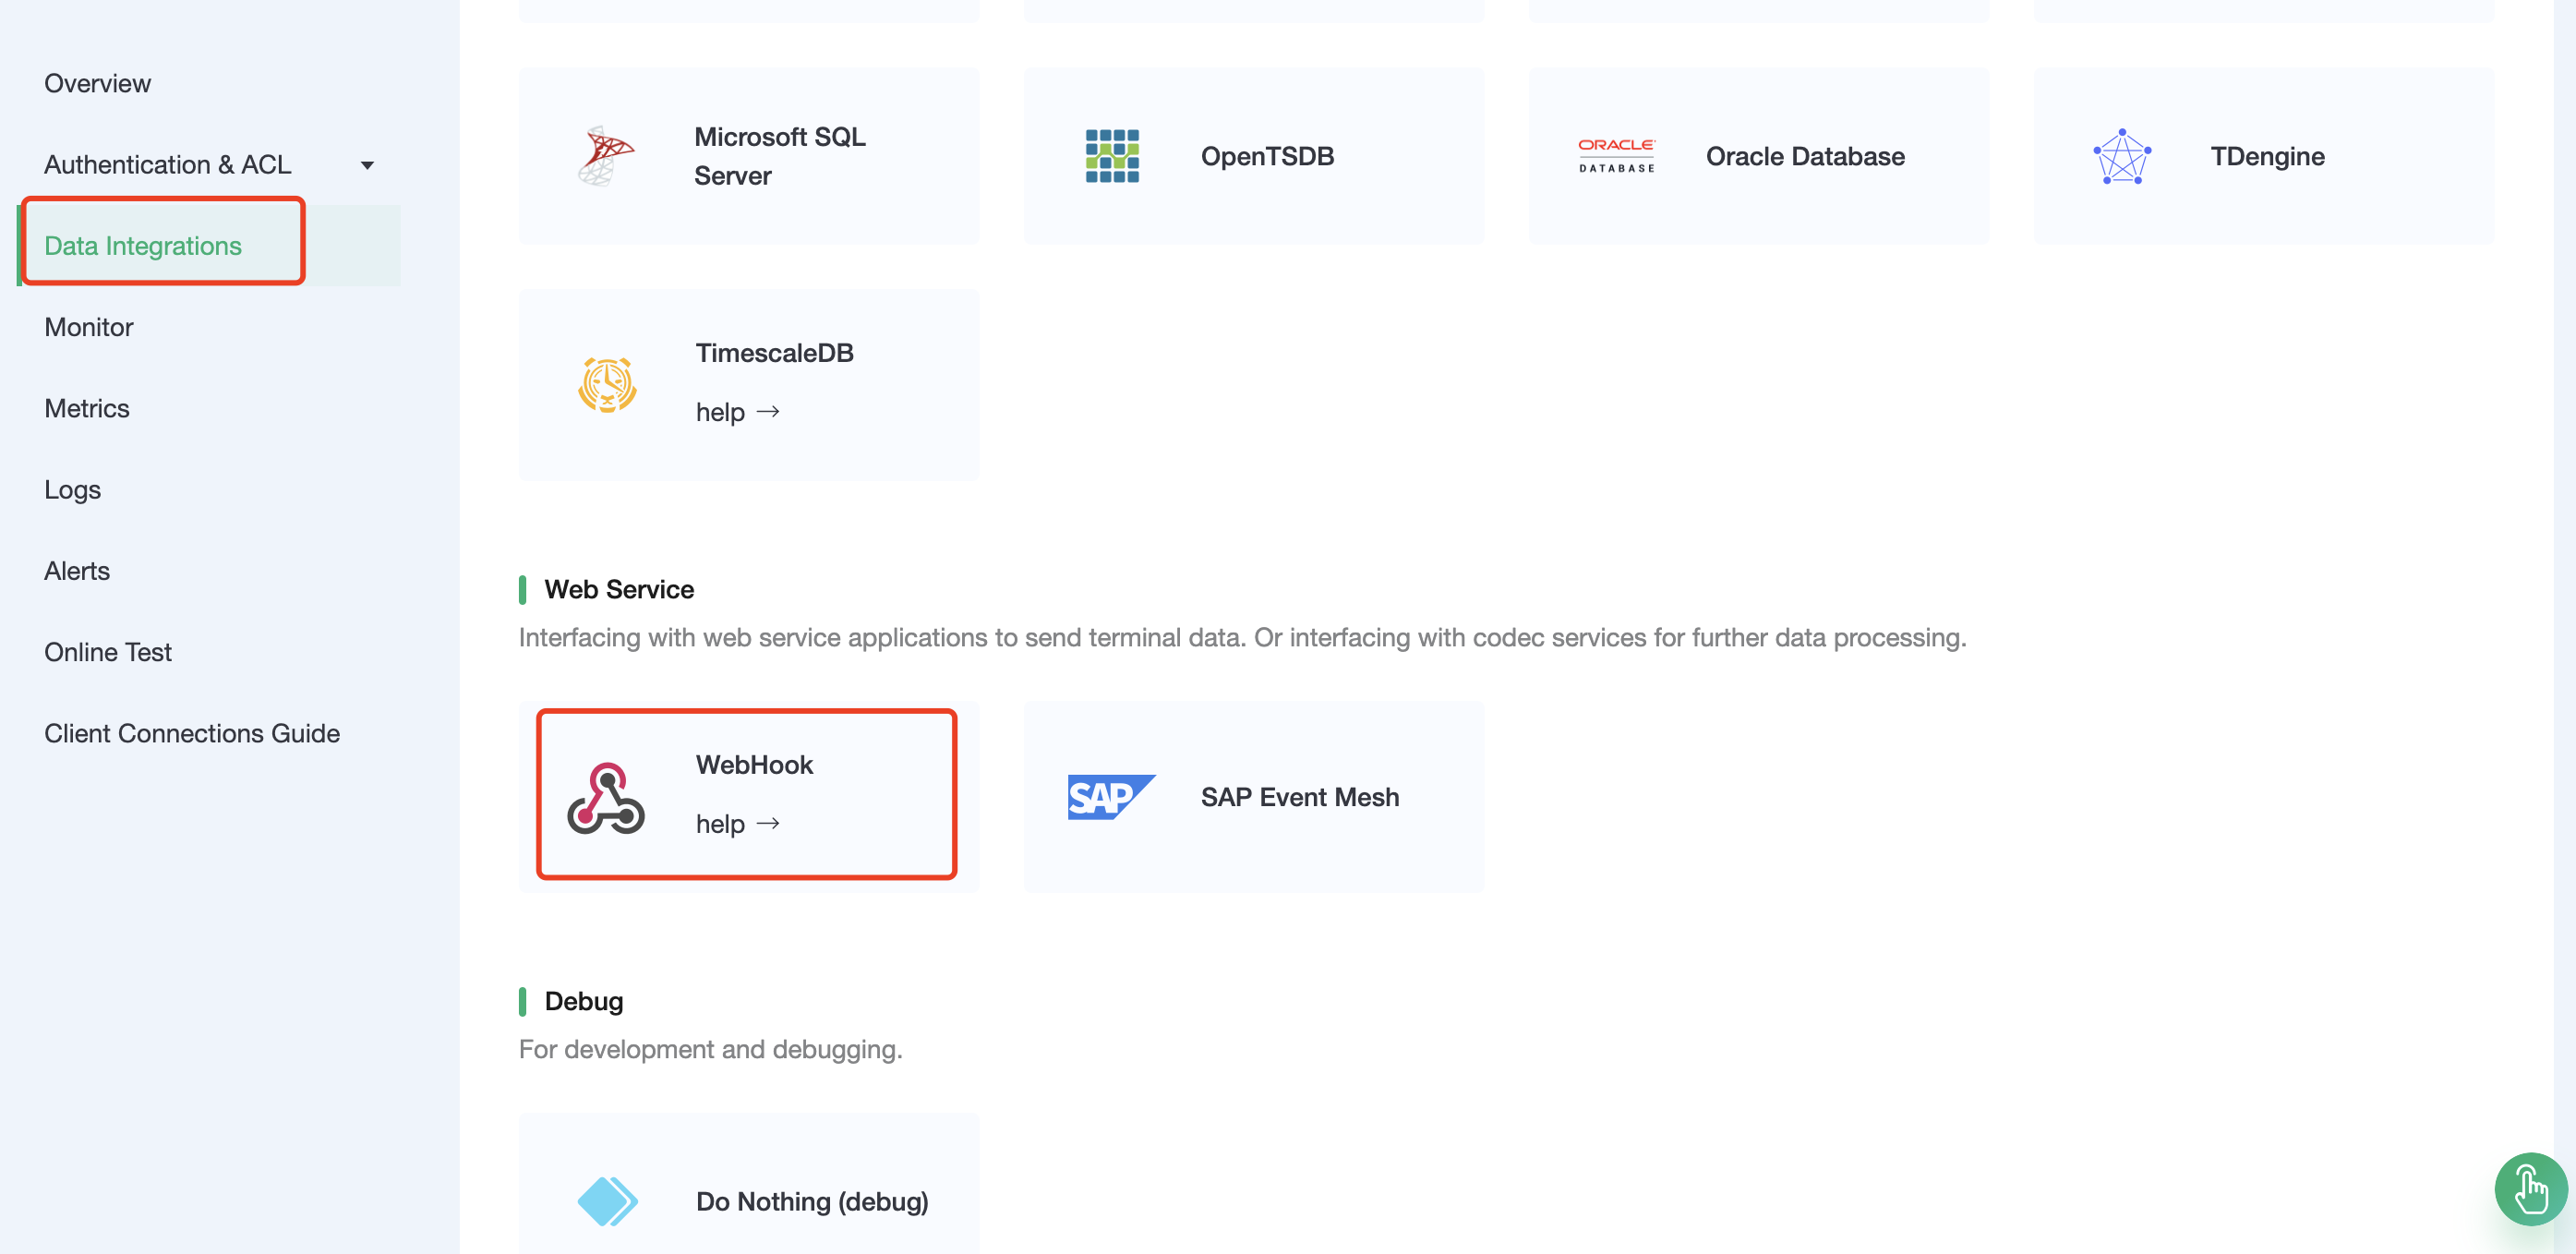 Overview
Authentication & ACL
Data Integrations
Monitor
Metrics
Logs
Alerts
Online Test
Client Connections Guide
Microsoft SQL
Server
OpenTSDB
ORACLE
DATABASE
Oracle Database
TDengine
TimescaleDB
help →
Web Service
Interfacing with web service applications to send terminal data. Or interfacing with codec services for further data processing.
WebHook
help →
SAP
SAP Event Mesh
Debug
For development and debugging.
Do Nothing (debug)